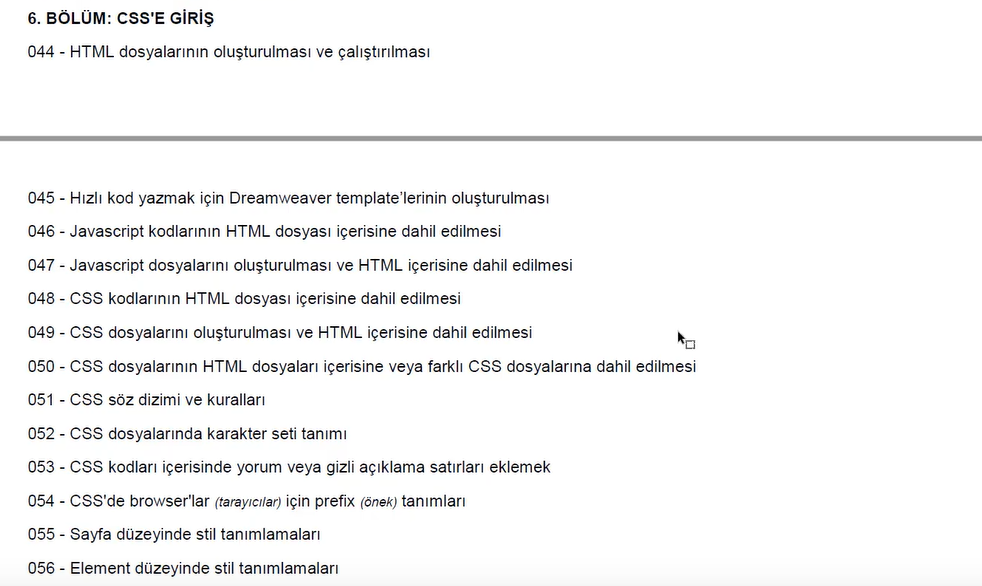 6. BÖLÜM: CSS'E GİRİŞ
044 - HTML dosyalarının oluşturulması ve çalıştırılması
045 - Hızlı kod yazmak için Dreamweaver template’lerinin oluşturulması
046 - Javascript kodlarının HTML dosyası içerisine dahil edilmesi
047 - Javascript dosyalarını oluşturulması ve HTML içerisine dahil edilmesi
048 - CSS kodlarının HTML dosyası içerisine dahil edilmesi
049 - CSS dosyalarını oluşturulması ve HTML içerisine dahil edilmesi
050 - CSS dosyalarının HTML dosyaları içerisine veya farklı CSS dosyalarına dahil edilmesi
051 - CSS söz dizimi ve kuralları
052 - CSS dosyalarında karakter seti tanımı
053 - CSS kodları içerisinde yorum veya gizli açıklama satırları eklemek
054 - CSS'de browser'lar (tarayıcılar) için prefix (önek) tanımları
055 - Sayfa düzeyinde stil tanımlamaları
056 - Element düzeyinde stil tanımlamaları